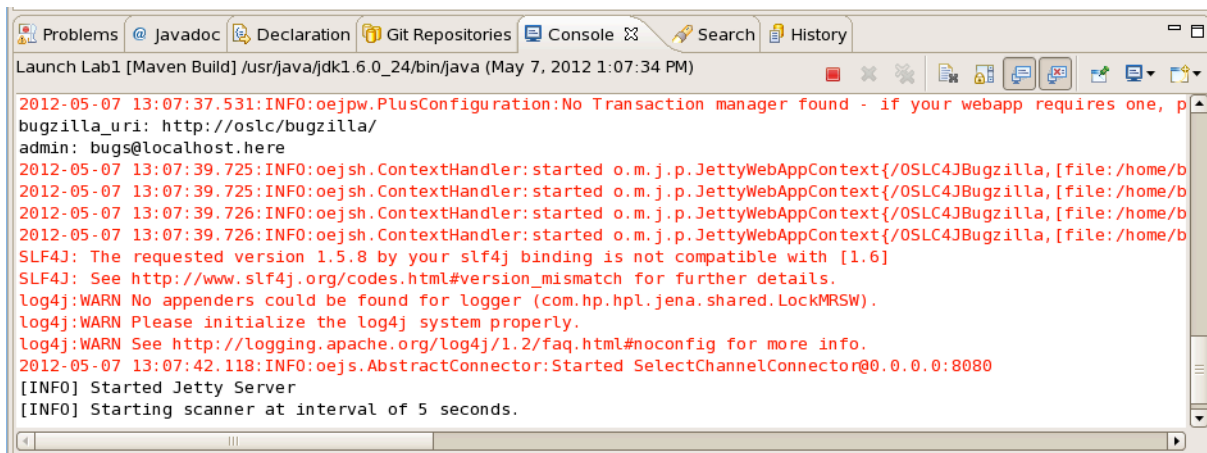 Problems @ Javadoc Declaration Git Repositories Console Search History
Launch Lab1 [Maven Build] /usr/java/jdk1.6.0_24/bin/java (May 7, 2012 1:07:34 PM)
2012-05-07 13:07:37.531:INFO:oejpw.PlusConfiguration:No Transaction manager found - if your webapp requires one, p
bugzilla_uri: http://oslc/bugzilla/
admin: bugs@localhost.here
2012-05-07 13:07:39.725:INFO:oejsh.ContextHandler:started o.m.j.p.JettyWebAppContext{/OSLC4JBugzilla,[file:/home/b
2012-05-07 13:07:39.725:INFO:oejsh.ContextHandler:started o.m.j.p.JettyWebAppContext{/OSLC4JBugzilla,[file:/home/b
2012-05-07 13:07:39.726:INFO:oejsh.ContextHandler:started o.m.j.p.JettyWebAppContext{/OSLC4JBugzilla,[file:/home/b
2012-05-07 13:07:39.726:INFO:oejsh.ContextHandler:started o.m.j.p.JettyWebAppContext{/OSLC4JBugzilla,[file:/home/b
SLF4J: The requested version 1.5.8 by your slf4j binding is not compatible with [1.6]
SLF4J: See http://www.slf4j.org/codes.html#version_mismatch for further details.
log4j:WARN No appenders could be found for logger (com.hp.hpl.jena.shared.LockMRSW).
log4j:WARN Please initialize the log4j system properly.
log4j:WARN See http://logging.apache.org/log4j/1.2/faq.html#noconfig for more info.
2012-05-07 13:07:42.118:INFO:oejs.AbstractConnector:Started SelectChannelConnector@0.0.0.0:8080
[INFO] Started Jetty Server
[INFO] Starting scanner at interval of 5 seconds.